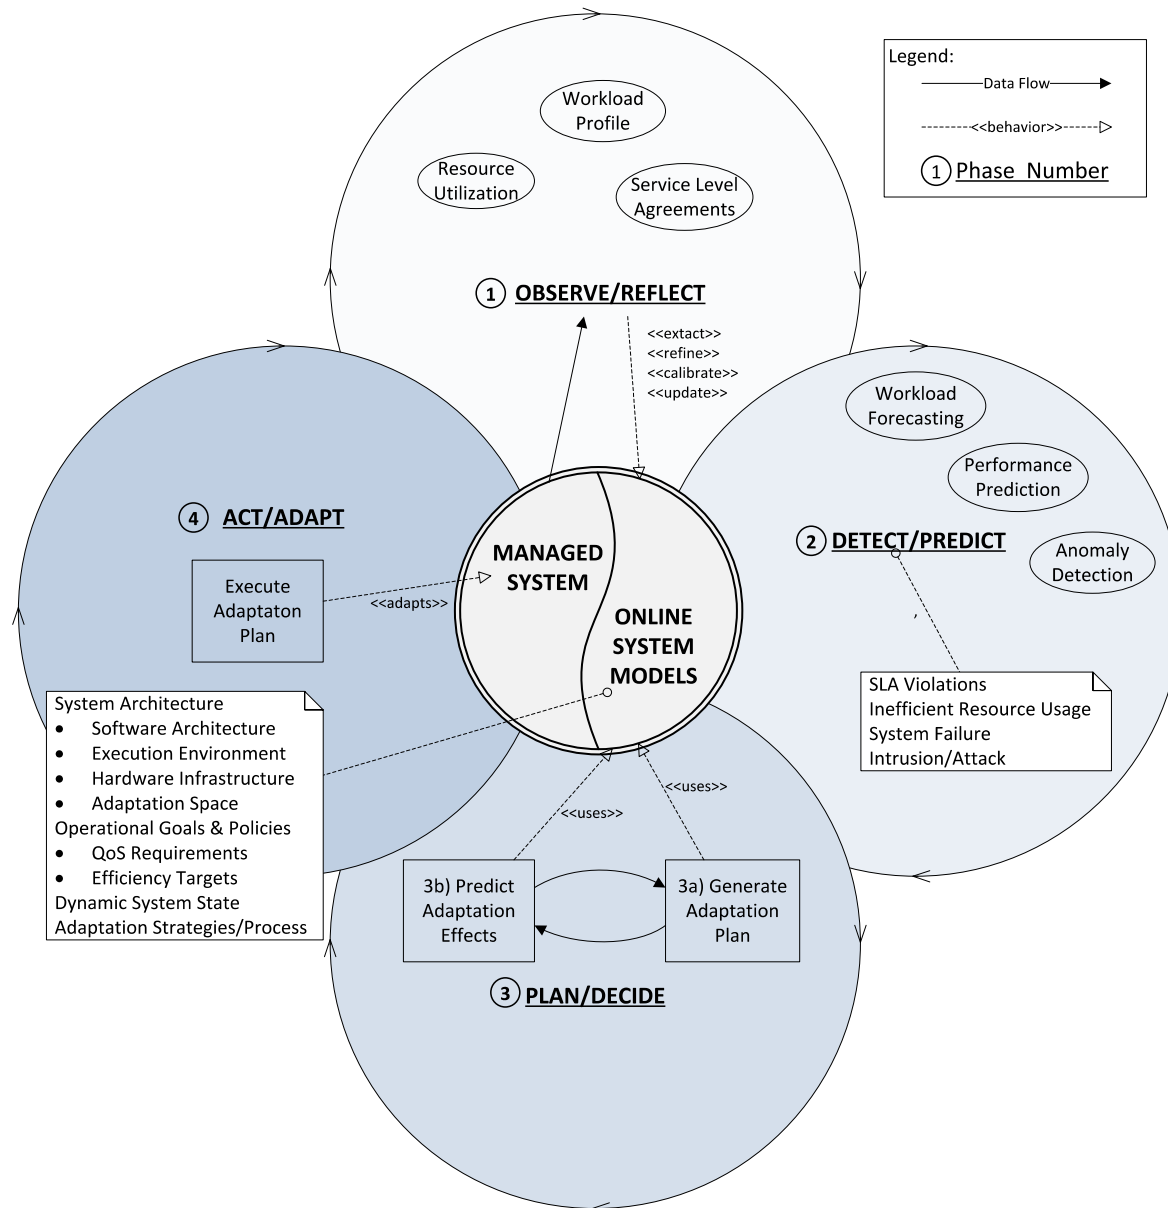 Legend:
Data Flow
<<behavior>>
1 Phase Number
Workload
Profile
Resource
Utilization
Service Level
Agreements
1 OBSERVE/REFLECT
<<extact>>
<<refine>>
<<calibrate>>
<<update>>
Workload
Forecasting
Performance
Prediction
Anomaly
Detection
2 DETECT/PREDICT
,
SLA Violations
Inefficient Resource Usage
System Failure
Intrusion/Attack
4 ACT/ADAPT
Execute
Adaptaton
Plan
<<adapts>>
MANAGED
SYSTEM
ONLINE
SYSTEM
MODELS
System Architecture
• Software Architecture
• Execution Environment
• Hardware Infrastructure
• Adaptation Space
Operational Goals & Policies
• QoS Requirements
• Efficiency Targets
Dynamic System State
Adaptation Strategies/Process
<<uses>>
<<uses>>
3b) Predict
Adaptation
Effects
3a) Generate
Adaptation
Plan
3 PLAN/DECIDE